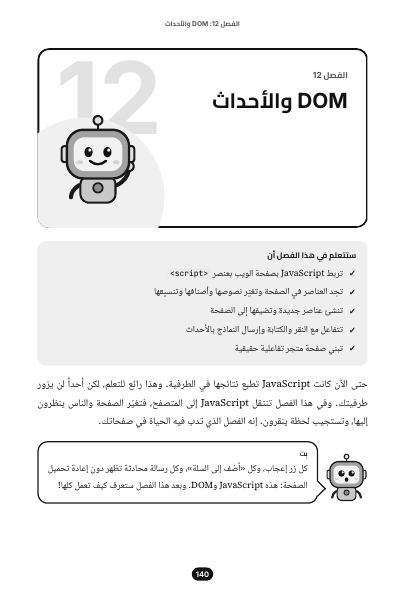 الفصل 12: DOM والأحداث
12
الفصل 12
DOM والأحداث
ستتعلم في هذا الفصل أن
✓ تربط JavaScript بصفحة الويب بعنصر <script>
✓ تجد العناصر في الصفحة وتغيّر نصوصها وأصنافها وتنسيقها
✓ تنشئ عناصر جديدة وتضيفها إلى الصفحة
✓ تتفاعل مع النقر والكتابة وإرسال النماذج بالأحداث
✓ تبني صفحة متجر تفاعلية حقيقية
حتى الآن كانت JavaScript تطبع نتائجها في الطرفية. وهذا رائع للتعلم، لكن أحداً لن يزور
طرفيتك. وفي هذا الفصل تنتقل JavaScript إلى المتصفح، فتغيّر الصفحة والناس ينظرون
إليها، وتستجيب لحظة ينقرون. إنه الفصل الذي تدب فيه الحياة في صفحاتك.
بت
كل زر إعجاب، وكل «أضف إلى السلة»، وكل رسالة محادثة تظهر دون إعادة تحميل
الصفحة: هذه JavaScript وDOM. وبعد هذا الفصل ستعرف كيف تعمل كلها!
140